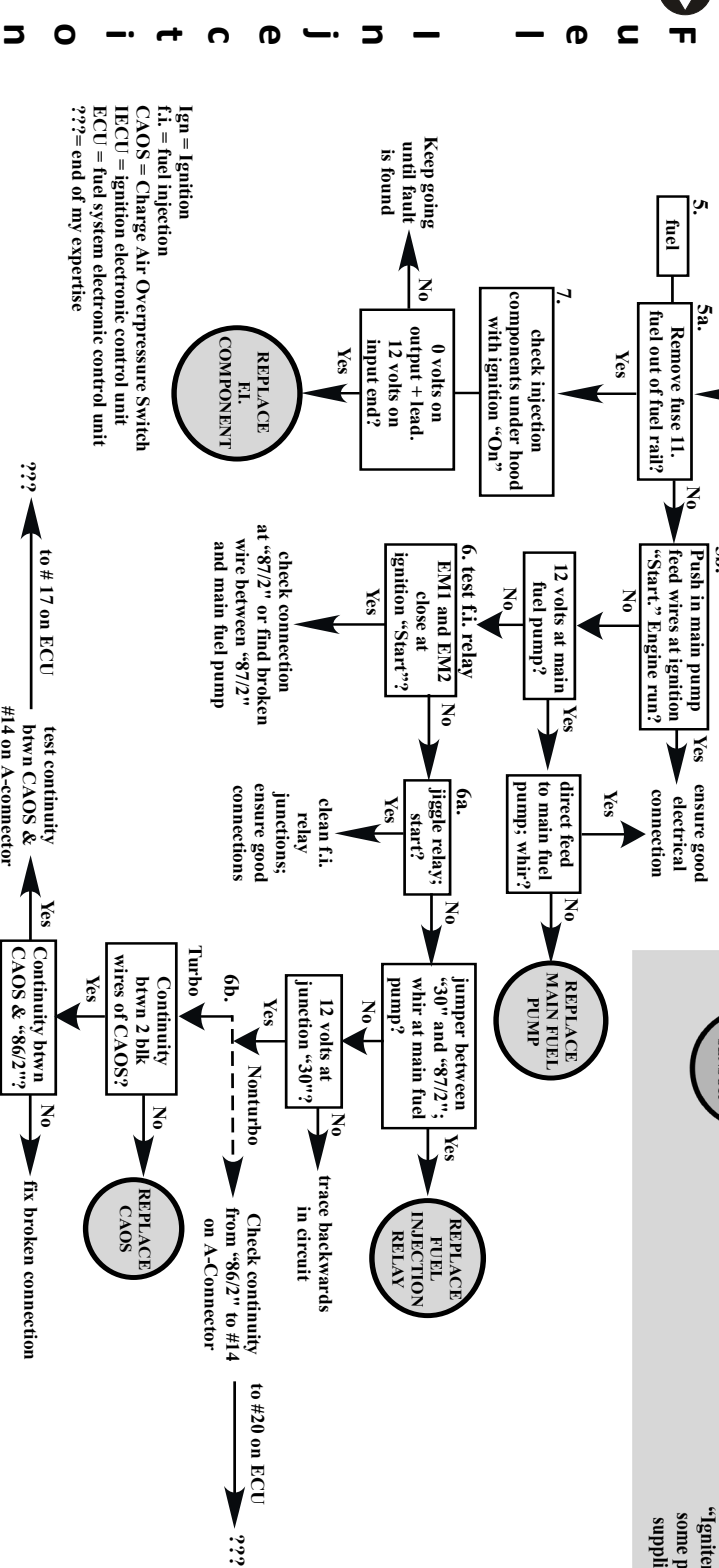 Fuel Injection
5.
fuel
5a.
Remove fuse 11.
fuel out of fuel rail?
Yes
No
Push in main pump
feed wires at ignition
"Start." Engine run?
No
Yes
ensure good
electrical
connection
7.
check injection
components under hood
with ignition "On"
12 volts at main
fuel pump?
No
Yes
direct feed
to main fuel
pump; whir?
Yes
No
REPLACE
MAIN FUEL
PUMP
Keep going
until fault
is found
No
0 volts on
output + lead.
12 volts on
input end?
Yes
REPLACE
F.I.
COMPONENT
6. test f.i. relay
EM1 and EM2
close at
ignition "Start"?
Yes
No
check connection
at "87/2" or find broken
wire between "87/2"
and main fuel pump
6a.
jiggle relay;
start?
Yes
No
clean f.i.
relay
junctions;
ensure good
connections
jumper between
"30" and "87/2";
whir at main fuel
pump?
No
Yes
REPLACE
FUEL
INJECTION
RELAY
12 volts at
junction "30"?
Yes
No
trace backwards
in circuit
6b.
Turbo
Nonturbo
Check continuity
from "86/2" to #14
on A-Connector
to #20 on ECU
???
Continuity
btwn 2 blk
wires of CAOS?
Yes
No
REPLACE
CAOS
Continuity btwn
CAOS & "86/2"?
Yes
No
fix broken connection
test continuity
btwn CAOS &
#14 on A-connector
to # 17 on ECU
???
Ign = Ignition
f.i. = fuel injection
CAOS = Charge Air Overpressure Switch
IECU = ignition electronic control unit
ECU = fuel system electronic control unit
???= end of my expertise
some p